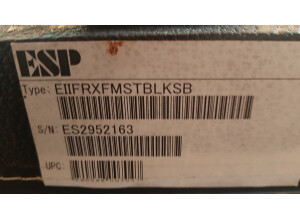 ESP
Type: EIIFRXFMSTBLKSB
S/N: ES2952163
UPC: